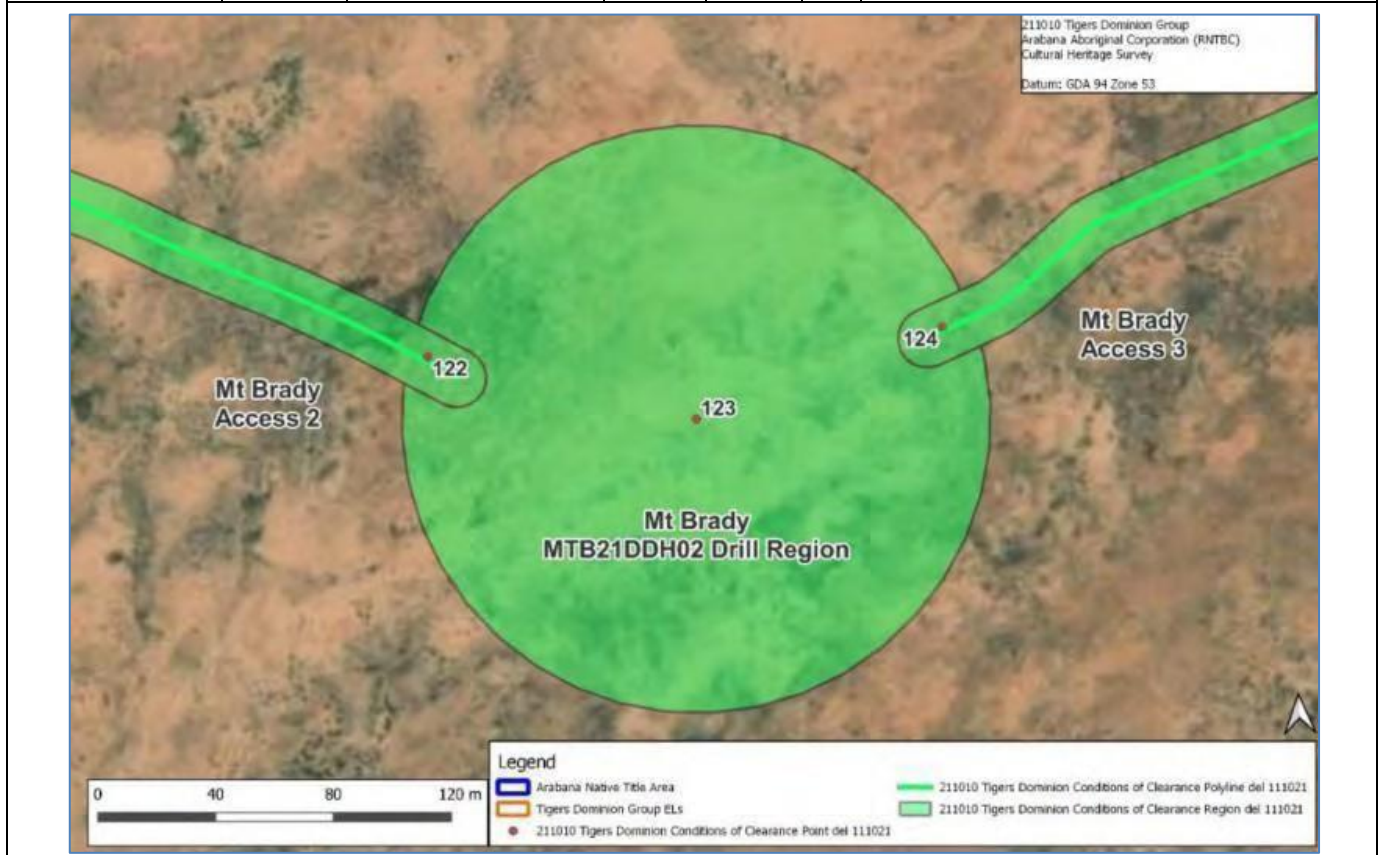 211010 Tigers Dominion Group
Arabana Aboriginal Corporation (RNTBC)
Cultural Heritage Survey
Datum: GDA 94 Zone 53
122
124
Mt Brady
Access 3
Mt Brady
Access 2
123
Mt Brady
MTB21DDH02 Drill Region
Legend
Arabana Native Title Area
Tigers Dominion Group ELs
211010 Tigers Dominion Conditions of Clearance Point del 111021
211010 Tigers Dominion Conditions of Clearance Polyline del 111021
211010 Tigers Dominion Conditions of Clearance Region del 111021
0 40 80 120 m